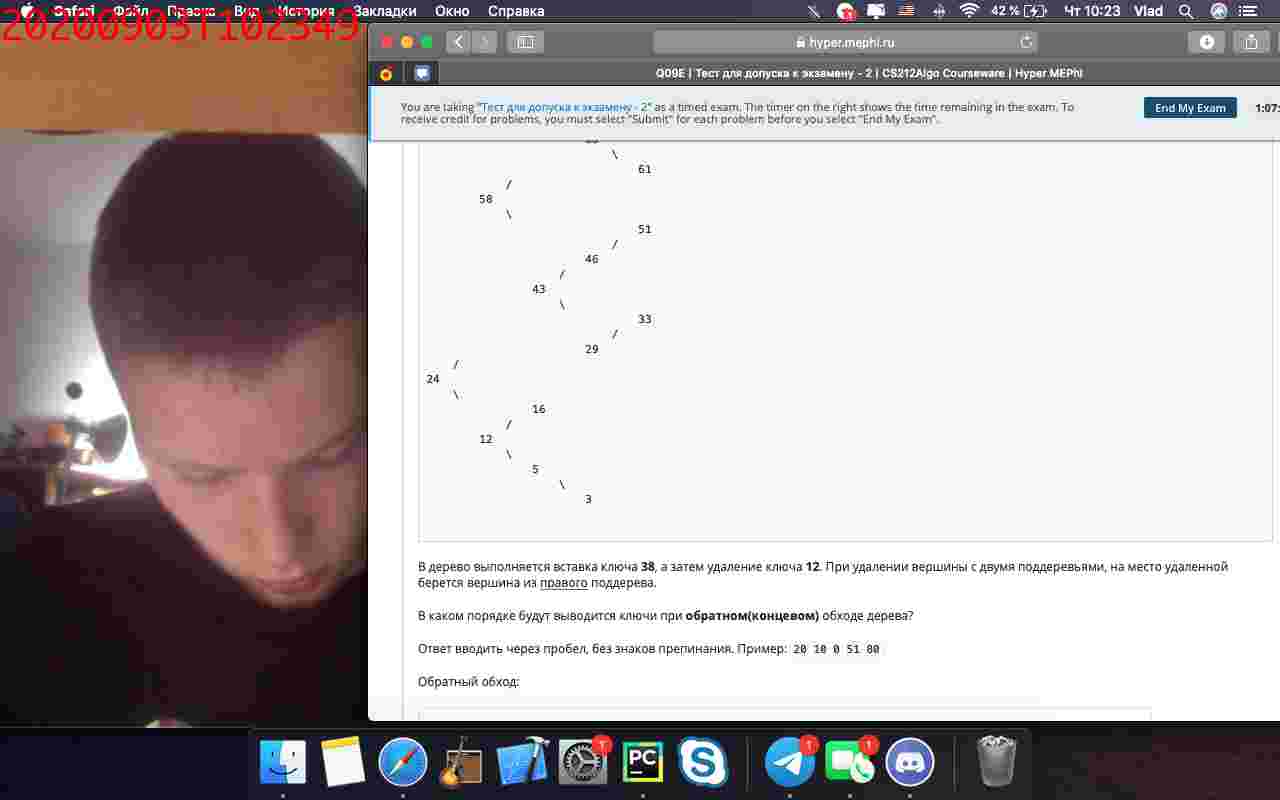 Safari Файл Правка Вид История Закладки Окно Справка 42 % Чт 10:23 Vlad
20200903T102349
hyper.mephi.ru
Q09E | Тест для допуска к экзамену - 2 | CS212Algo Courseware | Hyper.MEPhI
You are taking "Тест для допуска к экзамену - 2" as a timed exam. The timer on the right shows the time remaining in the exam. To
receive credit for problems, you must select "Submit" for each problem before you select "End My Exam".
End My Exam
1:07:
\
61
/
58
\
51
/
46
/
43
\
33
/
29
/
24
\
16
/
12
\
5
\
3
В дерево выполняется вставка ключа 38, а затем удаление ключа 12. При удалении вершины с двумя поддеревьями, на место удаленной
берется вершина из правого поддерева.
В каком порядке будут выводится ключи при обратном(концевом) обходе дерева?
Ответ вводить через пробел, без знаков препинания. Пример: 20 10 0 51 80
Обратный обход:
PC
1
1